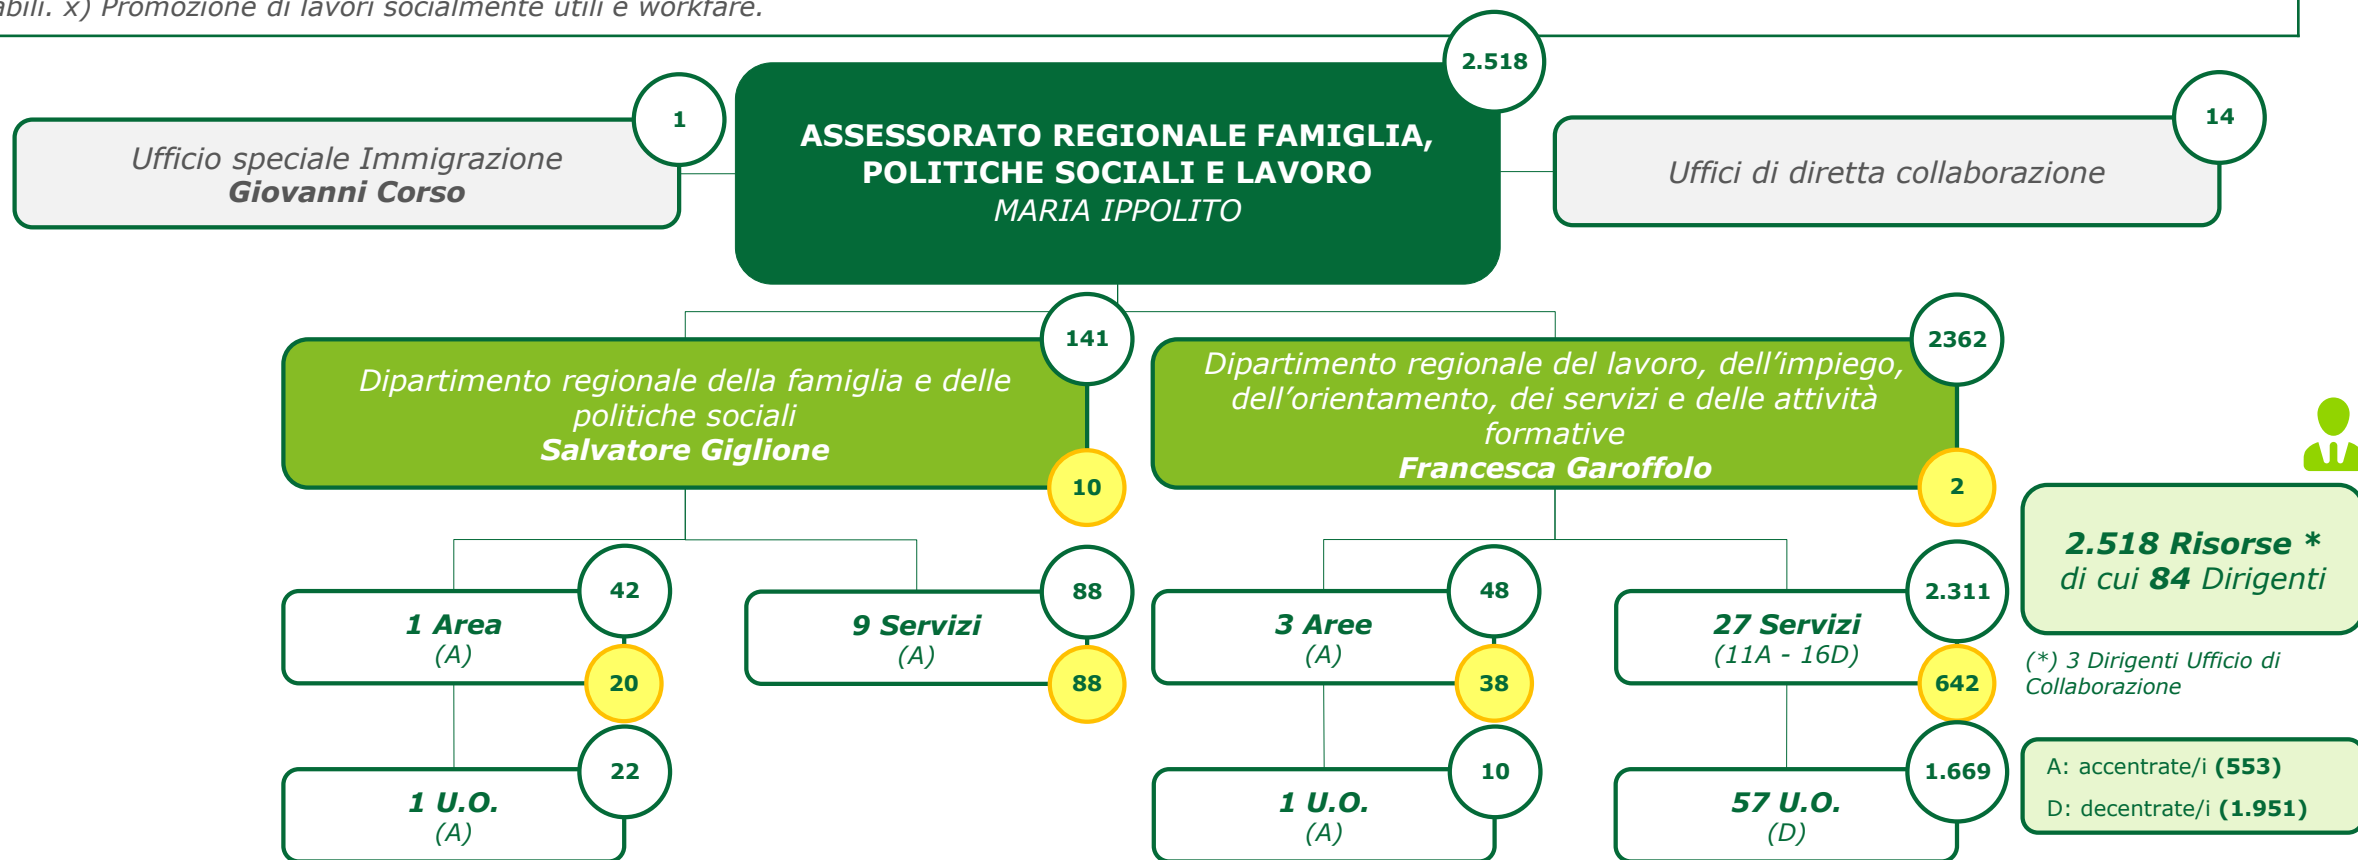 abili. x) Promozione di lavori socialmente utili e workfare.
2.518
1
14
ASSESSORATO REGIONALE FAMIGLIA,
POLITICHE SOCIALI E LAVORO
MARIA IPPOLITO
Ufficio speciale Immigrazione
Giovanni Corso
Uffici di diretta collaborazione
141
Dipartimento regionale della famiglia e delle
politiche sociali
Salvatore Giglione
10
2362
Dipartimento regionale del lavoro, dell’impiego,
dell’orientamento, dei servizi e delle attività
formative
Francesca Garoffolo
2
42
1 Area
(A)
20
88
9 Servizi
(A)
88
48
3 Aree
(A)
38
2.311
27 Servizi
(11A - 16D)
642
22
1 U.O.
(A)
10
1 U.O.
(A)
1.669
57 U.O.
(D)
2.518 Risorse *
di cui 84 Dirigenti
(*) 3 Dirigenti Ufficio di
Collaborazione
A: accentrate/i (553)
D: decentrate/i (1.951)